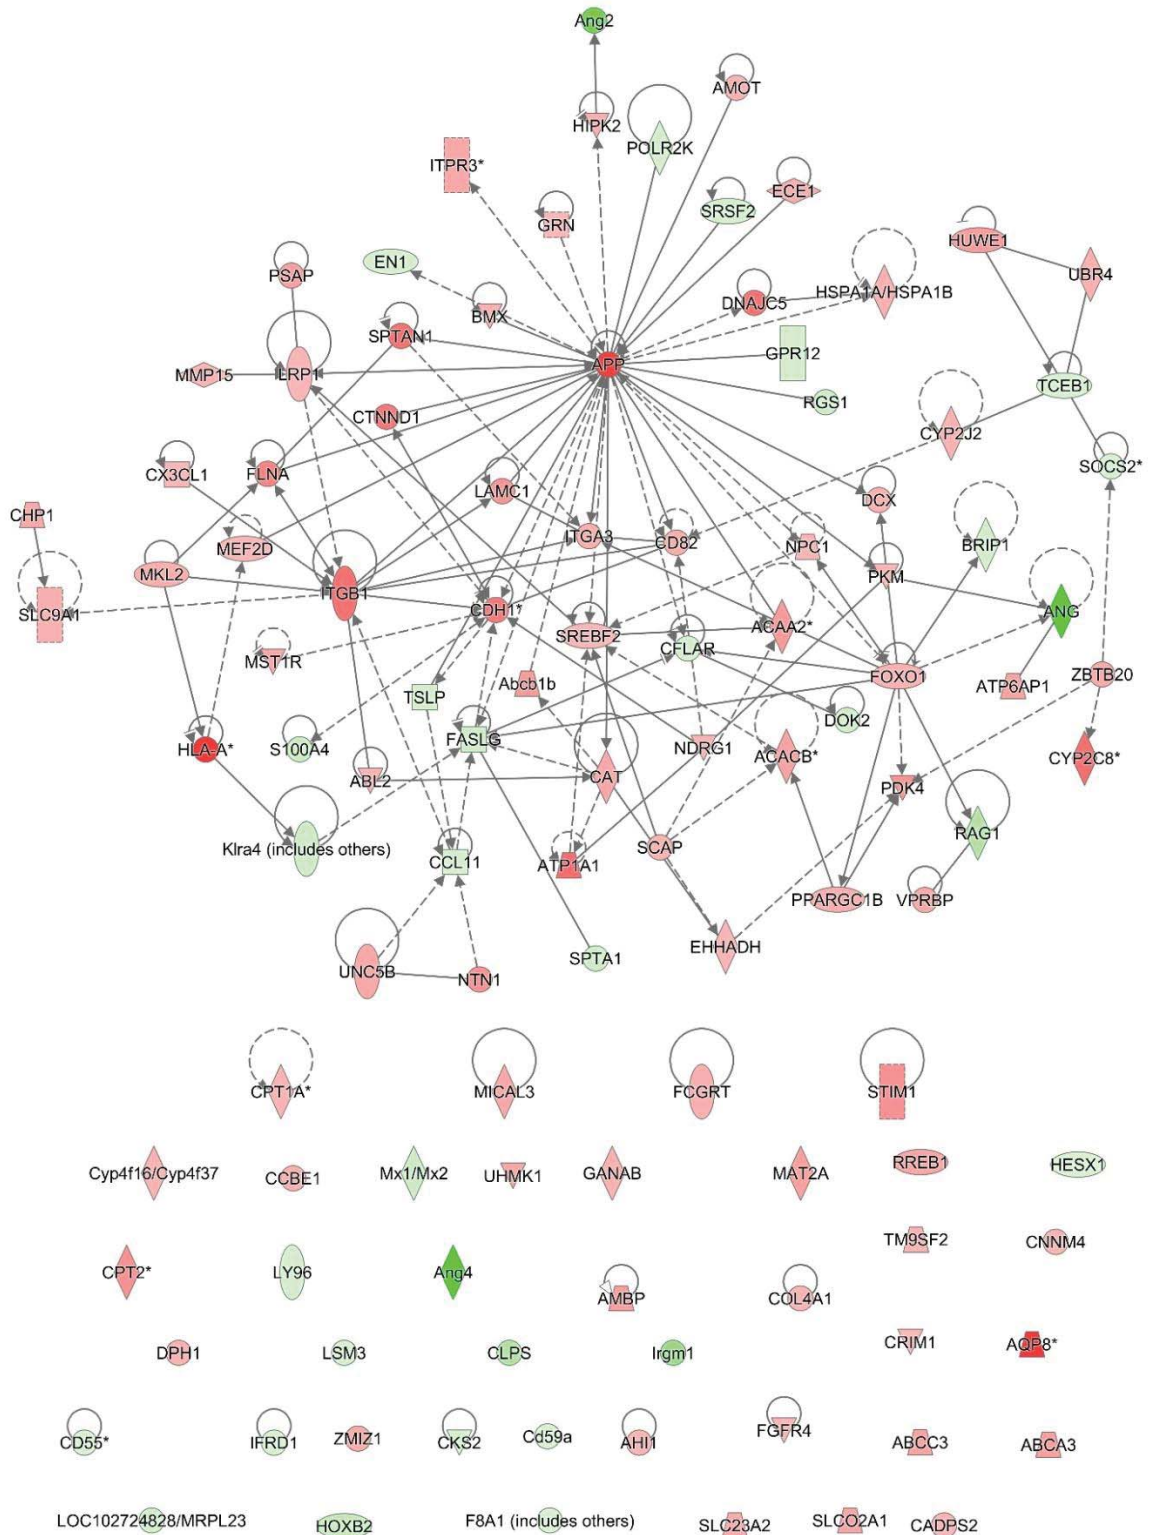 Ang2
AMOT
HIPK2
POLR2K
ITPR3*
ECE1
SRSF2
GRN
HUWE1
EN1
PSAP
UBR4
HSPA1A/HSPA1B
DNAJC5
BMX
SPTAN1
GPR12
APP
MMP15
LRP1
TCEB1
RGS1
CTNND1
CYP2J2
SOCS2*
CX3CL1
FLNA
LAMC1
DCX
CHP1
ITGA3
CD82
NPC1
BRIP1
MEF2D
MKL2
PKM
ITGB1
SLC9A1
CDH1*
ANG
SREBF2
ACAA2*
CFLAR
MST1R
FOXO1
ZBTB20
Abcb1b
ATP6AP1
TSLP
DOK2
HLA-A*
S100A4
FASLG
NDRG1
ACACB*
CYP2C8*
ABL2
CAT
PDK4
RAG1
Klra4 (includes others)
SCAP
CCL11
ATP1A1
PPARGC1B
VPRBP
EHHADH
SPTA1
UNC5B
NTN1
CPT1A*
MICAL3
FCGRT
STIM1
Cyp4f16/Cyp4f37
CCBE1
Mx1/Mx2
UHMK1
GANAB
MAT2A
RREB1
HESX1
TM9SF2
CNNM4
CPT2*
LY96
Ang4
AMBP
COL4A1
CRIM1
AQP8*
DPH1
LSM3
CLPS
Irgm1
CD55*
IFRD1
ZMIZ1
CKS2
Cd59a
AHI1
FGFR4
ABCC3
ABCA3
LOC102724828/MRPL23
HOXB2
F8A1 (includes others)
SLC23A2
SLCO2A1
CADPS2